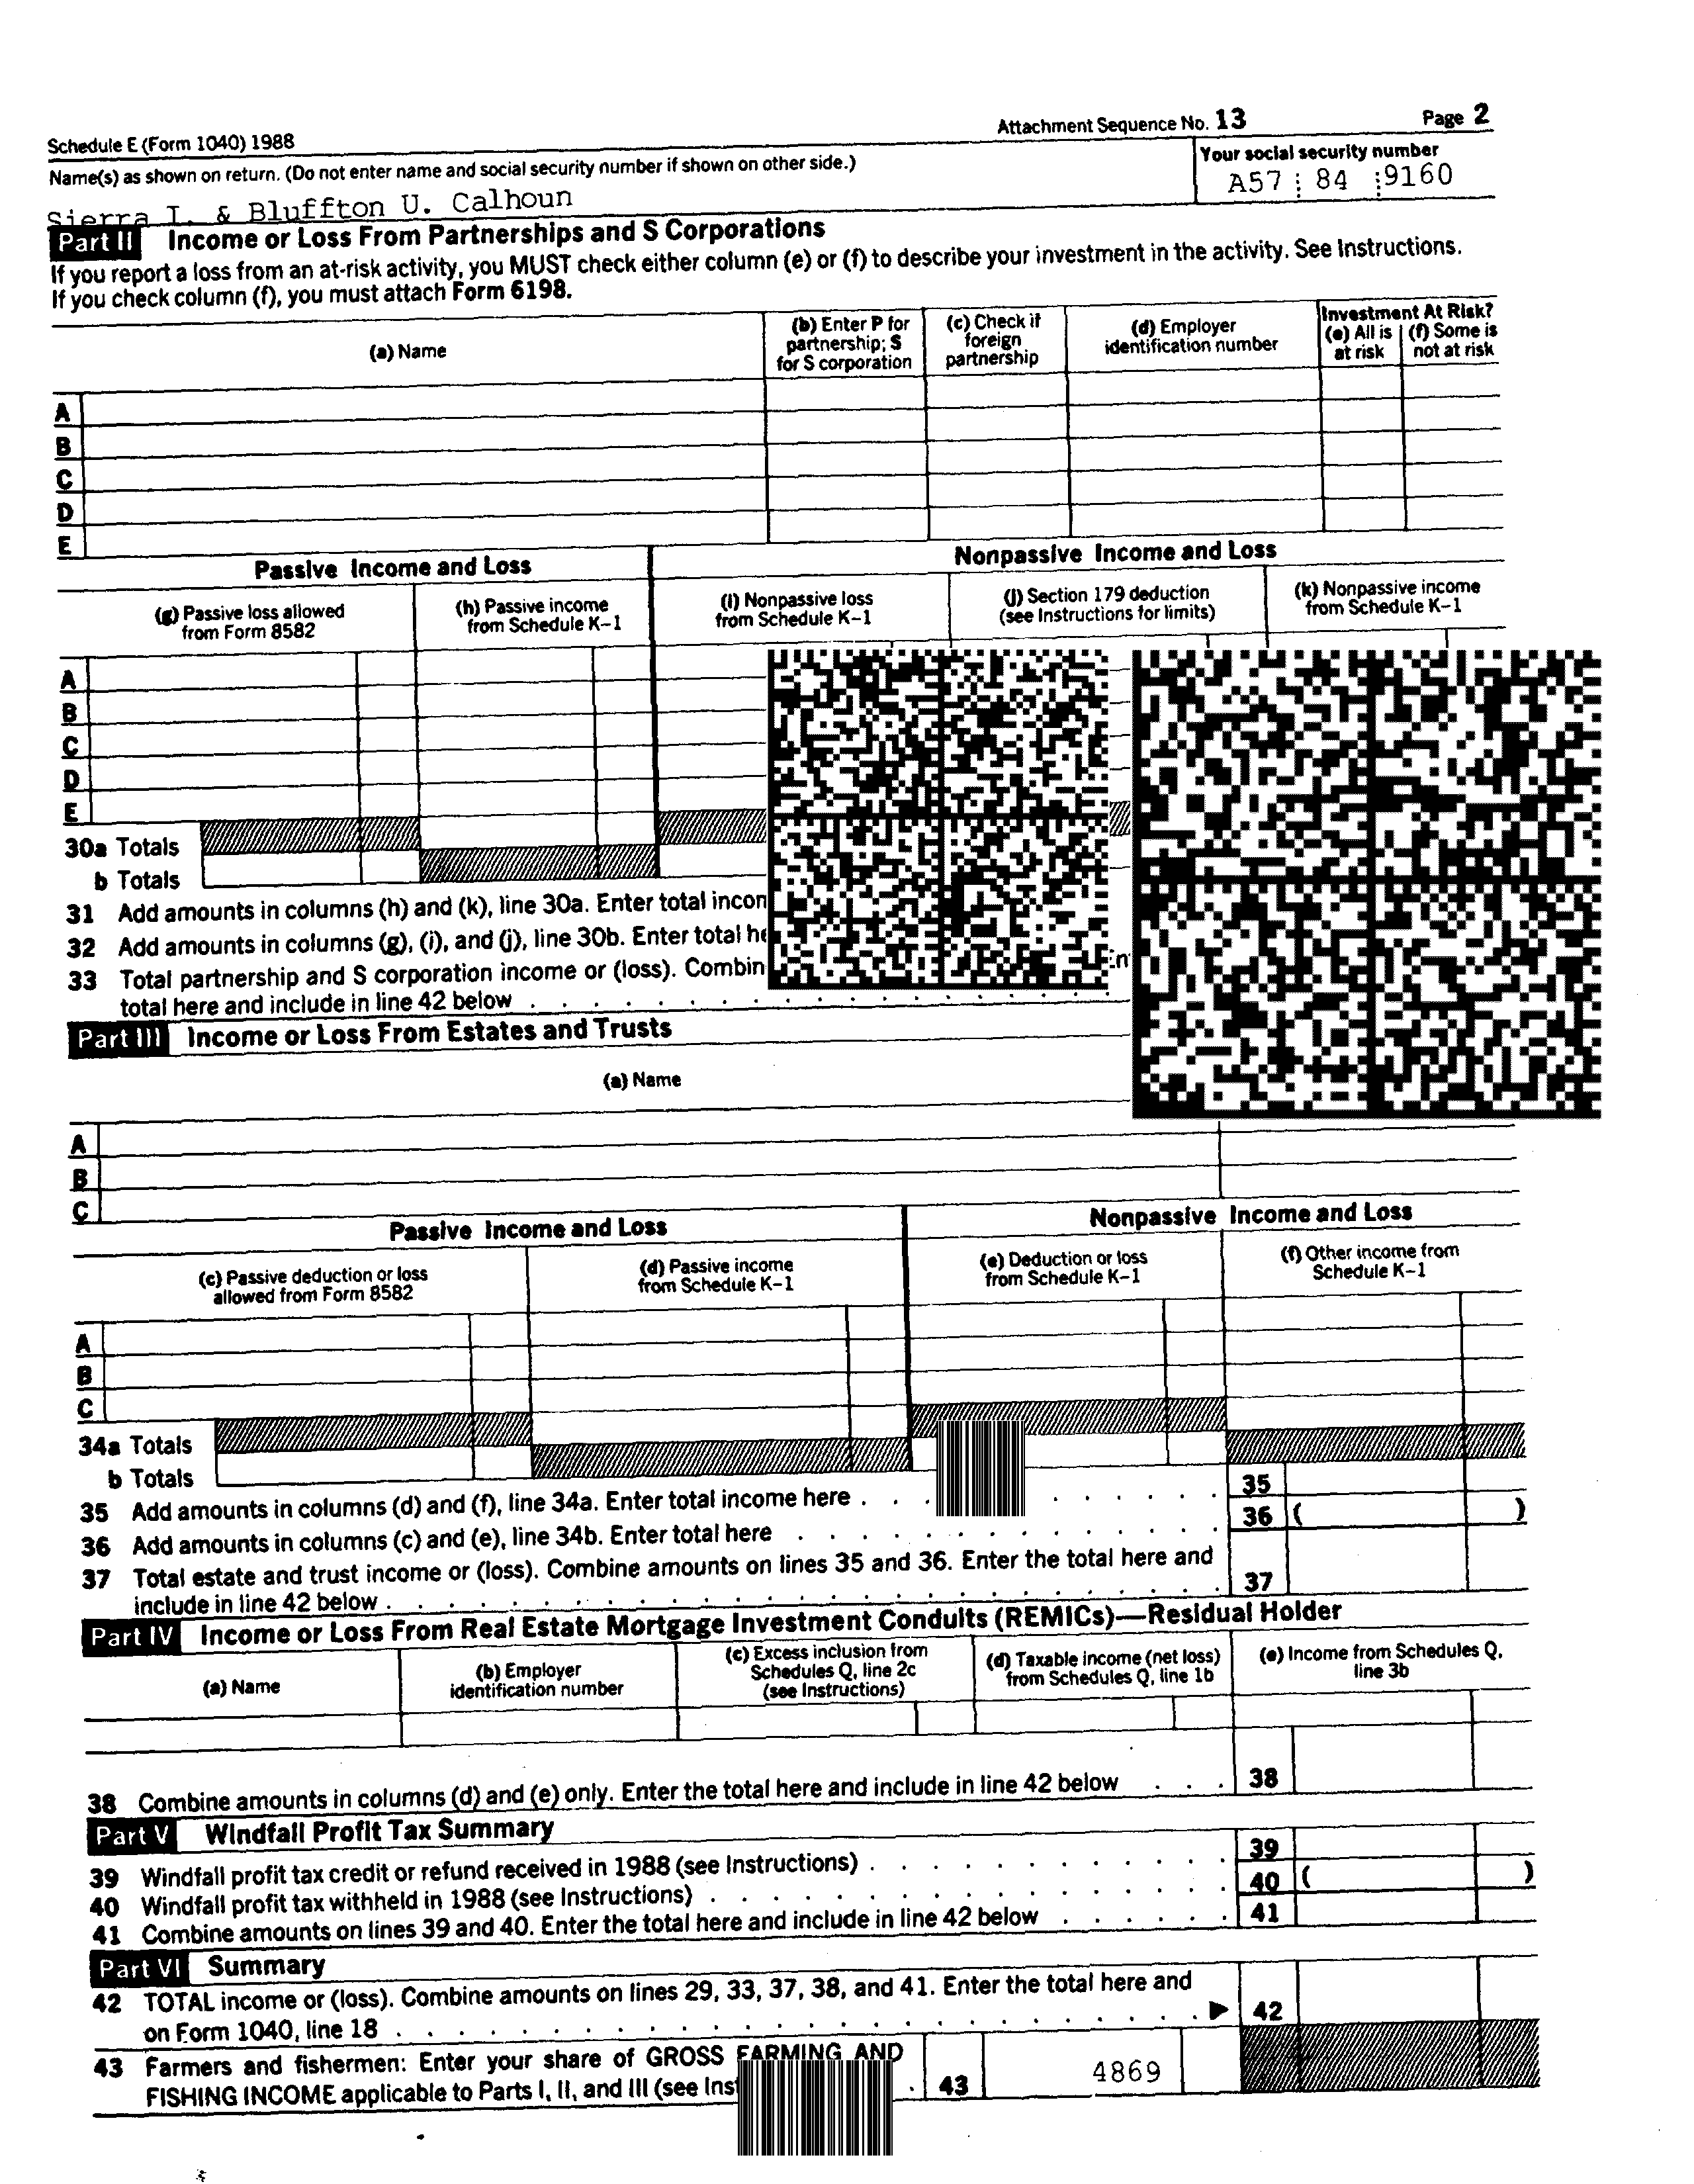 Schedule E (Form 1040) 1988 Attachment Sequence No. 13 Page 2
Name(s) as shown on return. (Do not enter name and social security number if shown on other side.) Your social security number
Sierra I. & Bluffton U. Calhoun A57 84 9160
Part II Income or Loss From Partnerships and S Corporations
If you report a loss from an at-risk activity, you MUST check either column (e) or (f) to describe your investment in the activity. See Instructions.
If you check column (f), you must attach Form 6198.
(a) Name
(b) Enter P for partnership; S for S corporation
(c) Check if foreign partnership
(d) Employer identification number
Investment At Risk?
(e) All is at risk
(f) Some is not at risk
A
B
C
D
E
Passive Income and Loss Nonpassive Income and Loss
(g) Passive loss allowed from Form 8582
(h) Passive income from Schedule K-1
(i) Nonpassive loss from Schedule K-1
(j) Section 179 deduction (see Instructions for limits)
(k) Nonpassive income from Schedule K-1
A
B
C
D
E
30a Totals
b Totals
31 Add amounts in columns (h) and (k), line 30a. Enter total
32 Add amounts in columns (g), (i), and (j), line 30b. Enter total
33 Total partnership and S corporation income or (loss).
total here and include in line 42 below
Part III Income or Loss From Estates and Trusts
(a) Name
A
B
C
Passive Income and Loss Nonpassive Income and Loss
(c) Passive deduction or loss allowed from Form 8582
(d) Passive income from Schedule K-1
(e) Deduction or loss from Schedule K-1
(f) Other income from Schedule K-1
A
B
C
34a Totals
b Totals
35 Add amounts in columns (d) and (f), line 34a. Enter total income here . . . . . . . . . 35
36 Add amounts in columns (c) and (e), line 34b. Enter total here . . . . . . . . . 36 ( )
37 Total estate and trust income or (loss). Combine amounts on lines 35 and 36. Enter the total here and
include in line 42 below . . . . . . . . . 37
Part IV Income or Loss From Real Estate Mortgage Investment Conduits (REMICs)—Residual Holder
(a) Name
(b) Employer identification number
(c) Excess inclusion from Schedules Q, line 2c (see Instructions)
(d) Taxable income (net loss) from Schedules Q, line 1b
(e) Income from Schedules Q, line 3b
38 Combine amounts in columns (d) and (e) only. Enter the total here and include in line 42 below . . . 38
Part V Windfall Profit Tax Summary
39 Windfall profit tax credit or refund received in 1988 (see Instructions) . . . . . . . . . 39
40 Windfall profit tax withheld in 1988 (see Instructions) . . . . . . . . . 40 ( )
41 Combine amounts on lines 39 and 40. Enter the total here and include in line 42 below . . . . . . 41
Part VI Summary
42 TOTAL income or (loss). Combine amounts on lines 29, 33, 37, 38, and 41. Enter the total here and
on Form 1040, line 18 . . . . . . . . . ▶ 42
43 Farmers and fishermen: Enter your share of GROSS FARMING AND
FISHING INCOME applicable to Parts I, II, and III (see . 43 4869